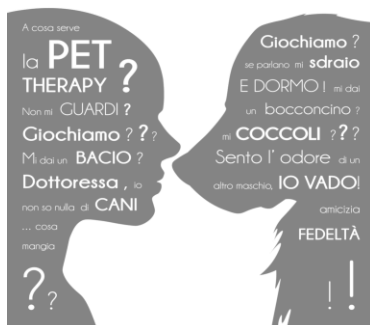 A cosa serve
la PET
THERAPY ?
Non mi GUARDI ?
Giochiamo ? ? ?
Mi dai un BACIO ?
Dottoressa , io
non so nulla di CANI
... cosa
mangia
? ?
Giochiamo ?
se parlano mi sdraio
E DORMO ! mi dai
un bocconcino ?
mi COCCOLI ? ? ?
Sento l' odore di un
altro maschio, IO VADO!
amicizia
FEDELTÀ
! !